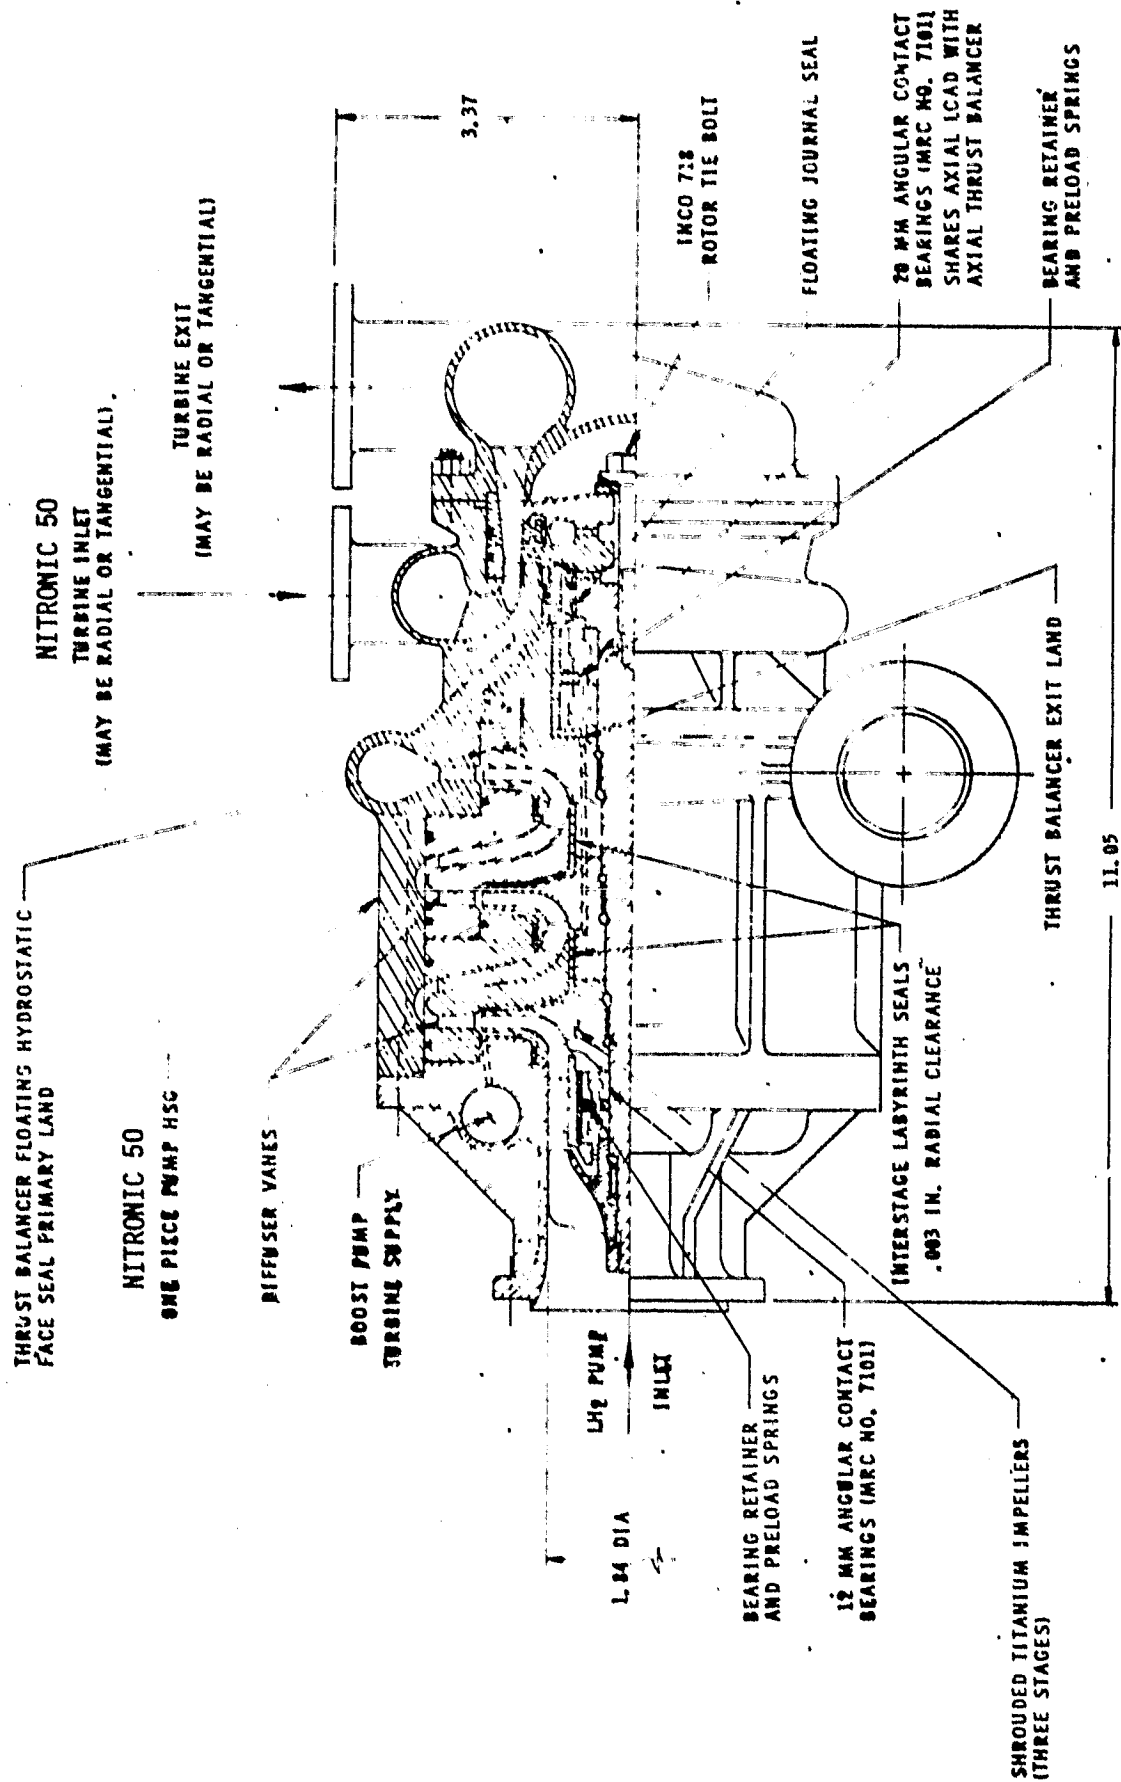 THRUST BALANCER FLOATING HYDROSTATIC
FACE SEAL PRIMARY LAND
NITRONIC 50
ONE PIECE PUMP HSG
DIFFUSER VANES
BOOST PUMP
TURBINE SUPPLY
LH2 PUMP
INLET
1.84 DIA
BEARING RETAINER
AND PRELOAD SPRINGS
12 MM ANGULAR CONTACT
BEARINGS (MRC NO. 7101)
SHROUDED TITANIUM IMPELLERS
(THREE STAGES)
NITRONIC 50
TURBINE INLET
(MAY BE RADIAL OR TANGENTIAL).
TURBINE EXIT
(MAY BE RADIAL OR TANGENTIAL)
3.37
INCO 718
ROTOR TIE BOLT
FLOATING JOURNAL SEAL
20 MM ANGULAR CONTACT
BEARINGS (MRC NO. 71011)
SHARES AXIAL LOAD WITH
AXIAL THRUST BALANCER
BEARING RETAINER
AND PRELOAD SPRINGS
INTERSTAGE LABYRINTH SEALS
.003 IN. RADIAL CLEARANCE
THRUST BALANCER EXIT LAND
11.05